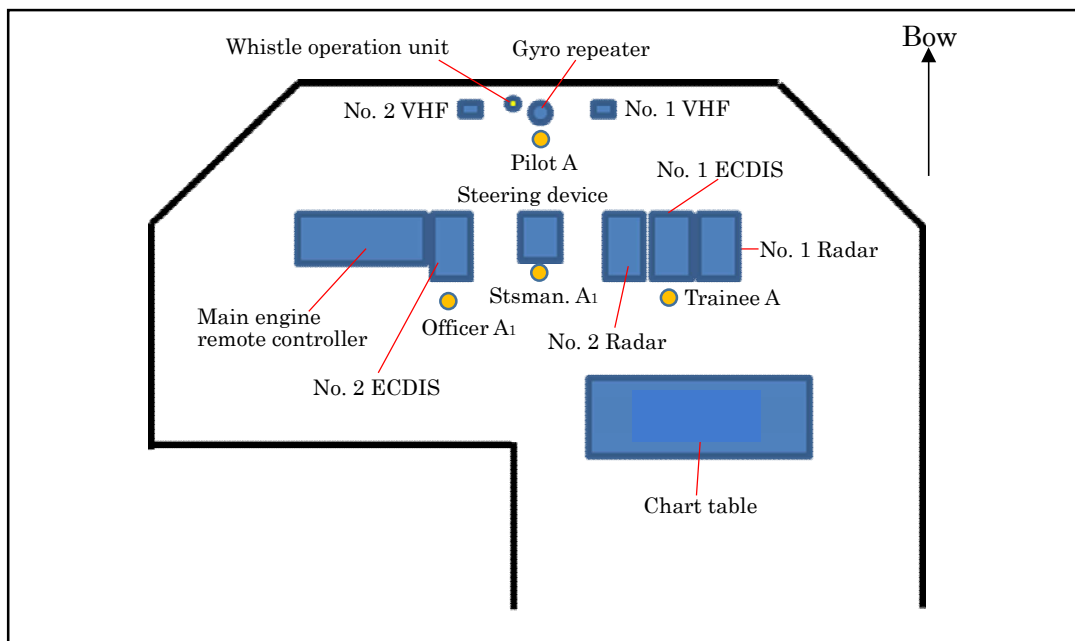 Bow
Whistle operation unit
Gyro repeater
No. 2 VHF
No. 1 VHF
Pilot A
No. 1 ECDIS
Steering device
No. 1 Radar
Stsman. A1
Trainee A
Main engine
remote controller
Officer A1
No. 2 Radar
No. 2 ECDIS
Chart table